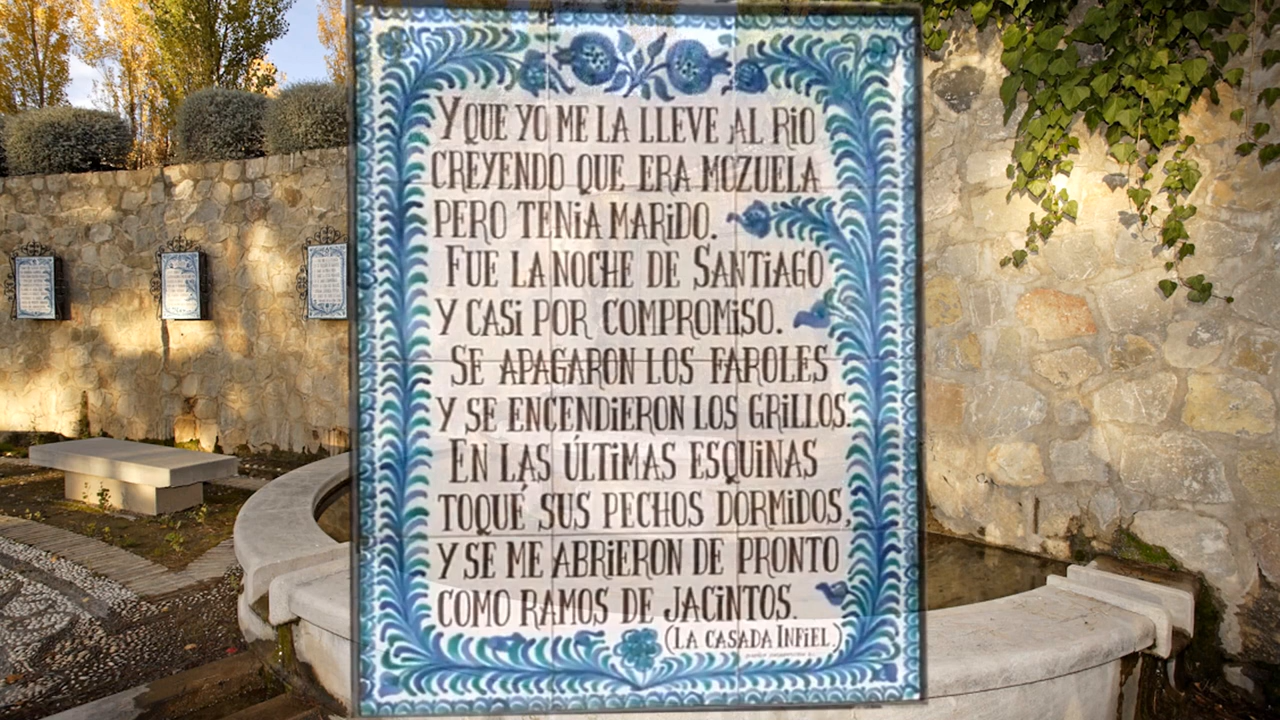 Y QUE YO ME LA LLEVE AL RiO
CREYENDO QUE ERA MOZUELA
PERO TENiA MARiDO.
FUE LA NOCHE DE SANTiAGO
Y CASi POR COMPROMiSO.
SE APAGARON LOS FAROLES
Y SE ENCENDiERON LOS GRiLLOS.
EN LAS ÚLTiMAS ESQUiNAS
TOQUÉ SUS PECHOS DORMiDOS,
Y SE ME ABRiERON DE PRONTO
COMO RAMOS DE JACiNTOS.
(LA CASADA INFiEL)